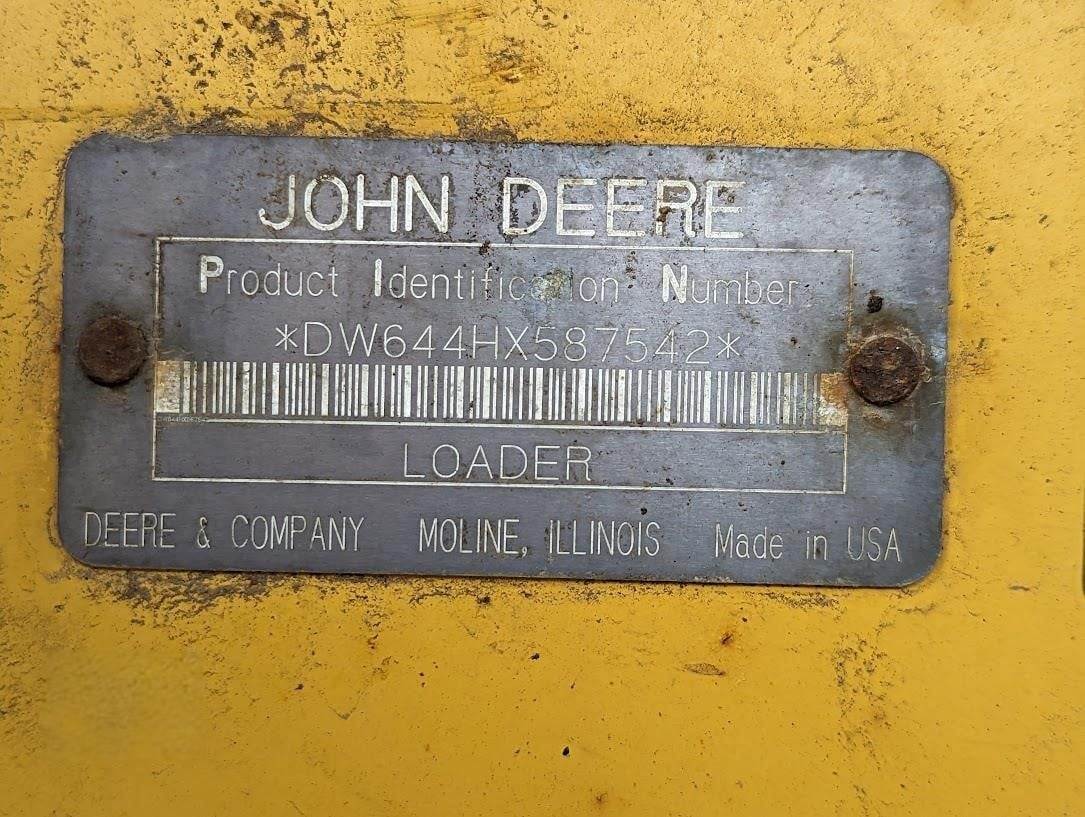 JOHN DEERE
Product Identification Number
*DW644HX587542*
LOADER
DEERE & COMPANY MOLINE, ILLINOIS Made in USA